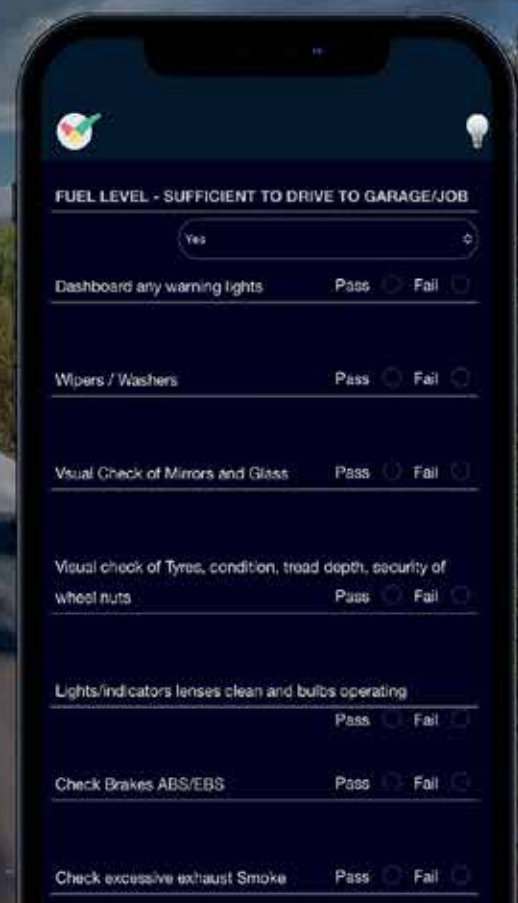 FUEL LEVEL - SUFFICIENT TO DRIVE TO GARAGE/JOB
Yes
Dashboard any warning lights Pass Fail
Wipers / Washers Pass Fail
Vsual Check of Mirrors and Glass Pass Fail
Visual check of Tyres, condition, tread depth, security of
wheel nuts Pass Fail
Lights/indicators lenses clean and bulbs operating
Pass Fail
Check Brakes ABS/EBS Pass Fail
Check excessive exhaust Smoke Pass Fail